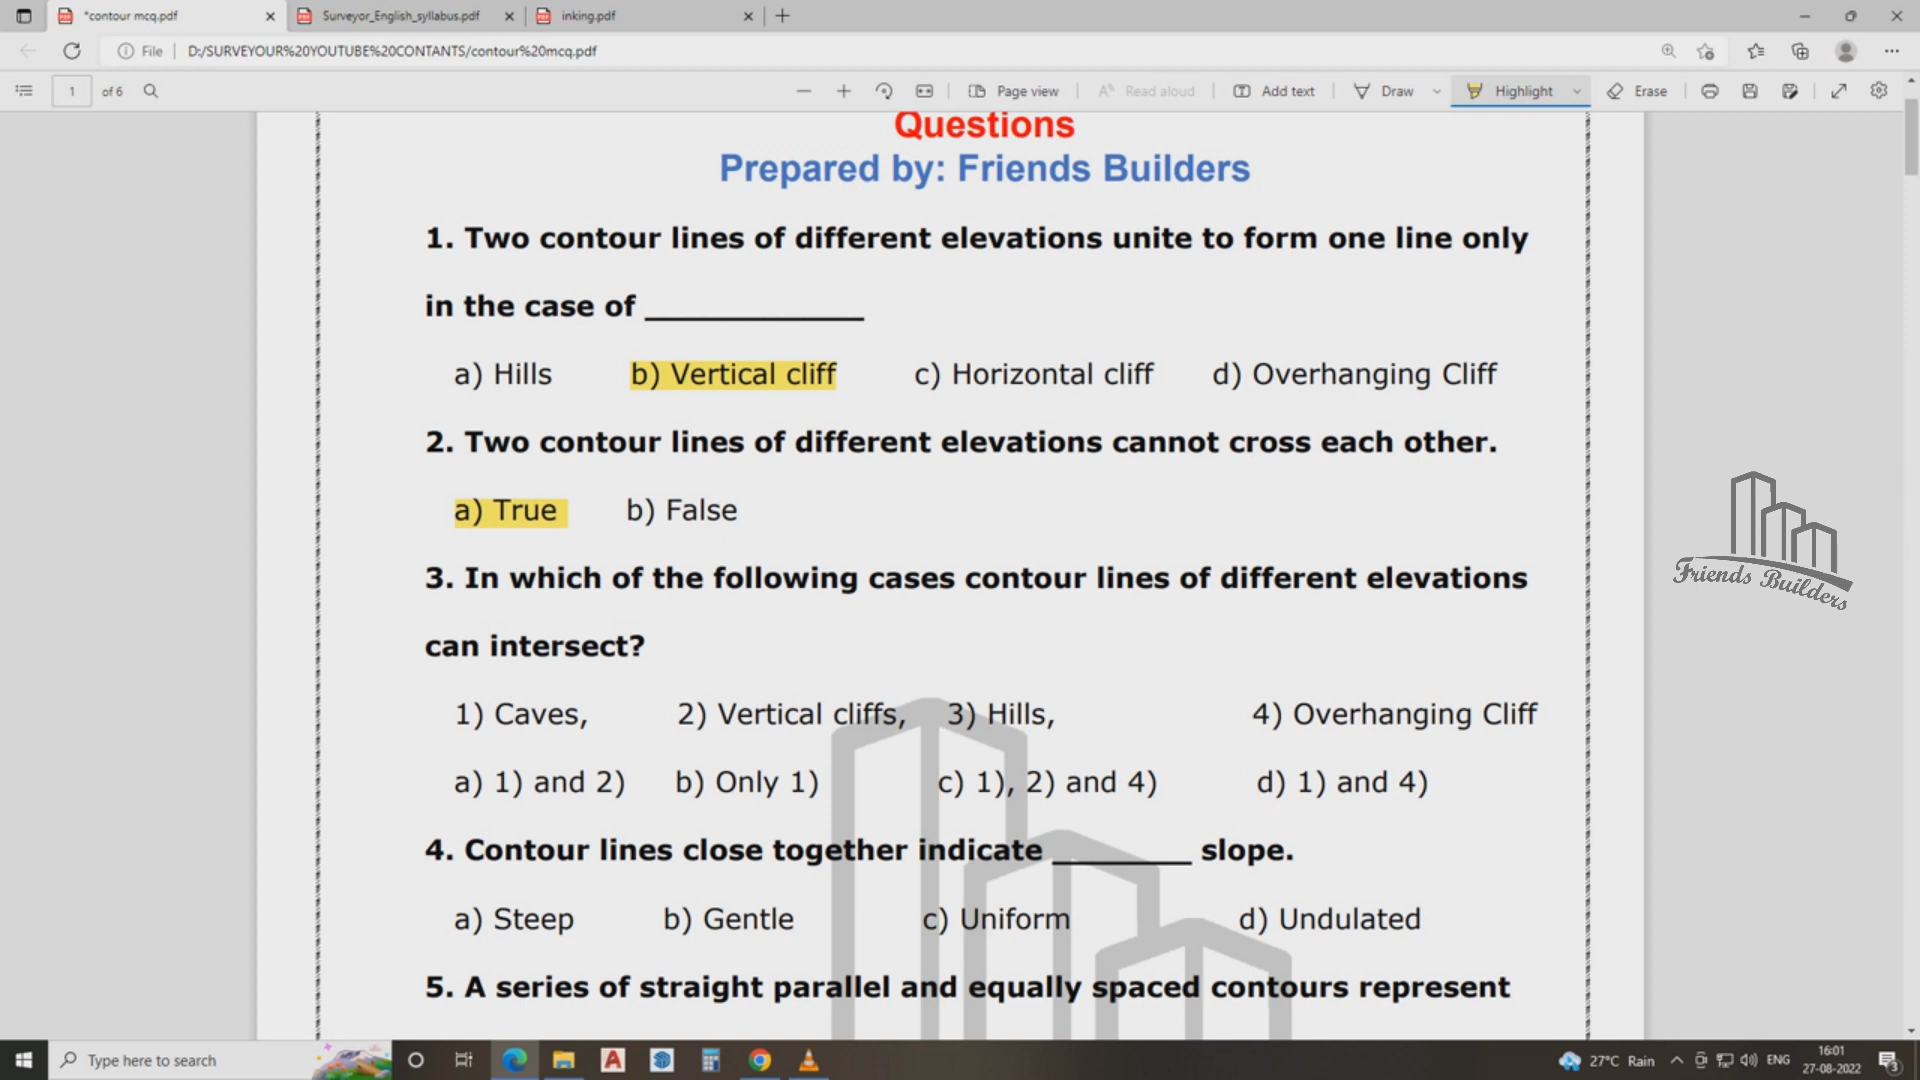 *contour mcq.pdf
Surveyor_English_syllabus.pdf
inking.pdf
File
D:/SURVEYOUR%20YOUTUBE%20CONTANTS/contour%20mcq.pdf
1 of 6
Page view
Read aloud
Add text
Draw
Highlight
Erase
Questions
Prepared by: Friends Builders
1. Two contour lines of different elevations unite to form one line only
in the case of ______________
a) Hills b) Vertical cliff c) Horizontal cliff d) Overhanging Cliff
2. Two contour lines of different elevations cannot cross each other.
a) True b) False
3. In which of the following cases contour lines of different elevations
can intersect?
1) Caves, 2) Vertical cliffs, 3) Hills, 4) Overhanging Cliff
a) 1) and 2) b) Only 1) c) 1), 2) and 4) d) 1) and 4)
4. Contour lines close together indicate _________ slope.
a) Steep b) Gentle c) Uniform d) Undulated
5. A series of straight parallel and equally spaced contours represent
Friends Builders
Type here to search
27°C Rain
ENG
16:01
27-08-2022
3